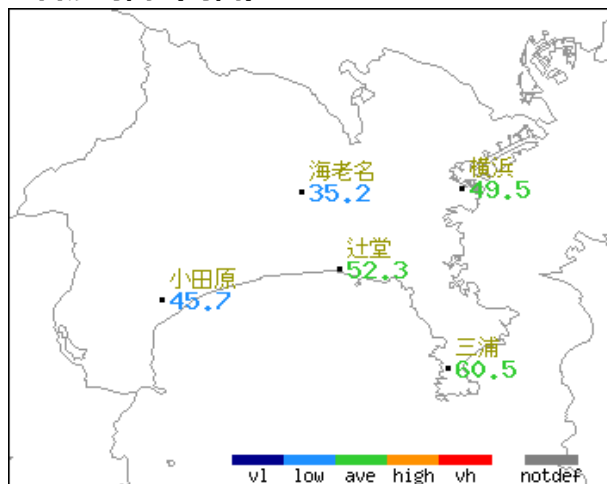 海老名
35.2
横浜
49.5
辻堂
52.3
小田原
45.7
三浦
60.5
vl low ave high vh notdef